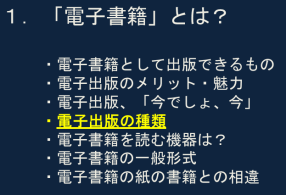 １．「電子書籍」とは？
・電子書籍として出版できるもの
・電子出版のメリット・魅力
・電子出版、「今でしょ、今」
・電子出版の種類
・電子書籍を読む機器は？
・電子書籍の一般形式
・電子書籍の紙の書籍との相違